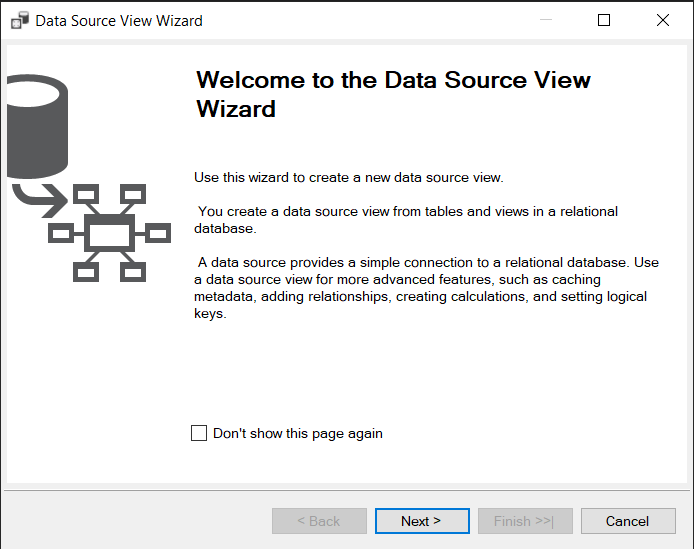 Data Source View Wizard
Welcome to the Data Source View
Wizard
Use this wizard to create a new data source view.
You create a data source view from tables and views in a relational
database.
A data source provides a simple connection to a relational database. Use
a data source view for more advanced features, such as caching
metadata, adding relationships, creating calculations, and setting logical
keys.
Don't show this page again
< Back
Next >
Finish >>|
Cancel